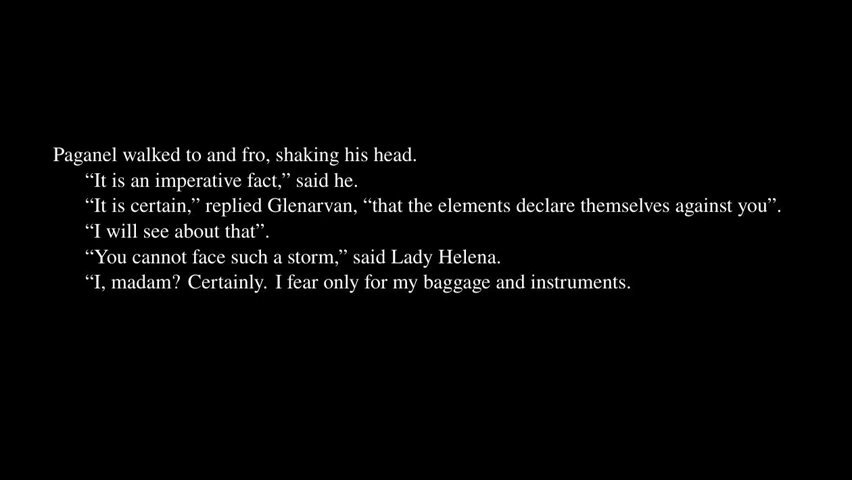 Paganel walked to and fro, shaking his head.
“It is an imperative fact,” said he.
“It is certain,” replied Glenarvan, “that the elements declare themselves against you”.
“I will see about that”.
“You cannot face such a storm,” said Lady Helena.
“I, madam? Certainly. I fear only for my baggage and instruments.